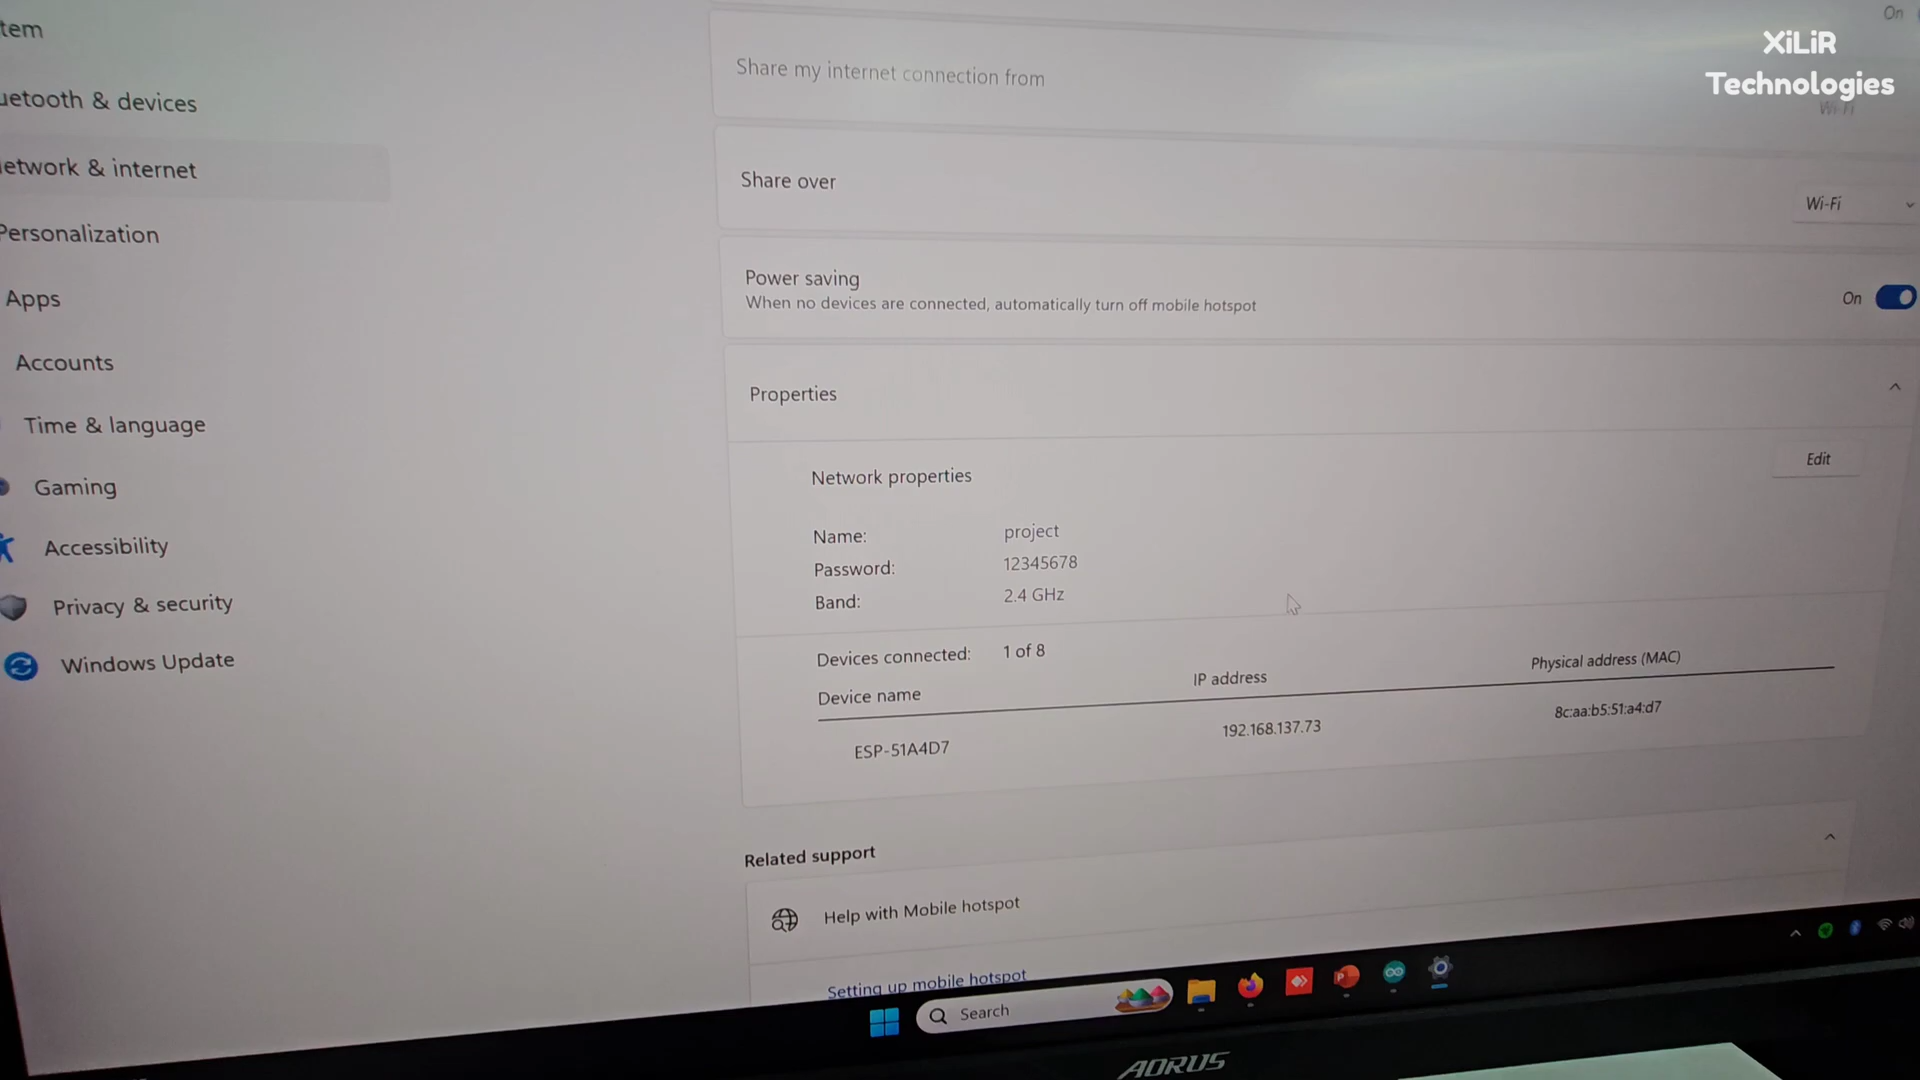 tem
uetooth & devices
etwork & internet
Personalization
Apps
Accounts
Time & language
Gaming
Accessibility
Privacy & security
Windows Update
On
Share my internet connection from
Wi-Fi
Share over
Wi-Fi
Power saving
When no devices are connected, automatically turn off mobile hotspot
On
Properties
Network properties
Edit
Name: project
Password: 12345678
Band: 2.4 GHz
Devices connected: 1 of 8
Device name IP address Physical address (MAC)
ESP-51A4D7 192.168.137.73 8c:aa:b5:51:a4:d7
Related support
Help with Mobile hotspot
Setting up mobile hotspot
Search
AORUS
XiLiR
Technologies